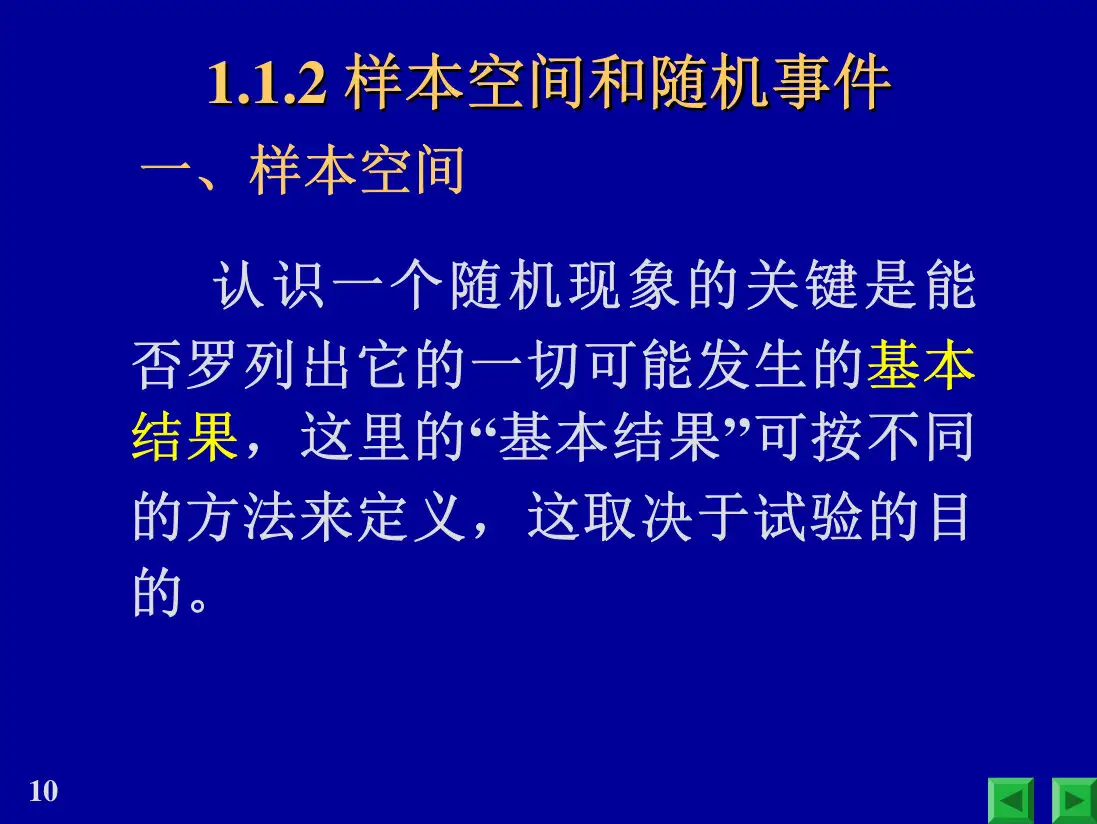 1.1.2 样本空间和随机事件
一、样本空间
认识一个随机现象的关键是能
否罗列出它的一切可能发生的基本
结果，这里的“基本结果”可按不同
的方法来定义，这取决于试验的目
的。
10